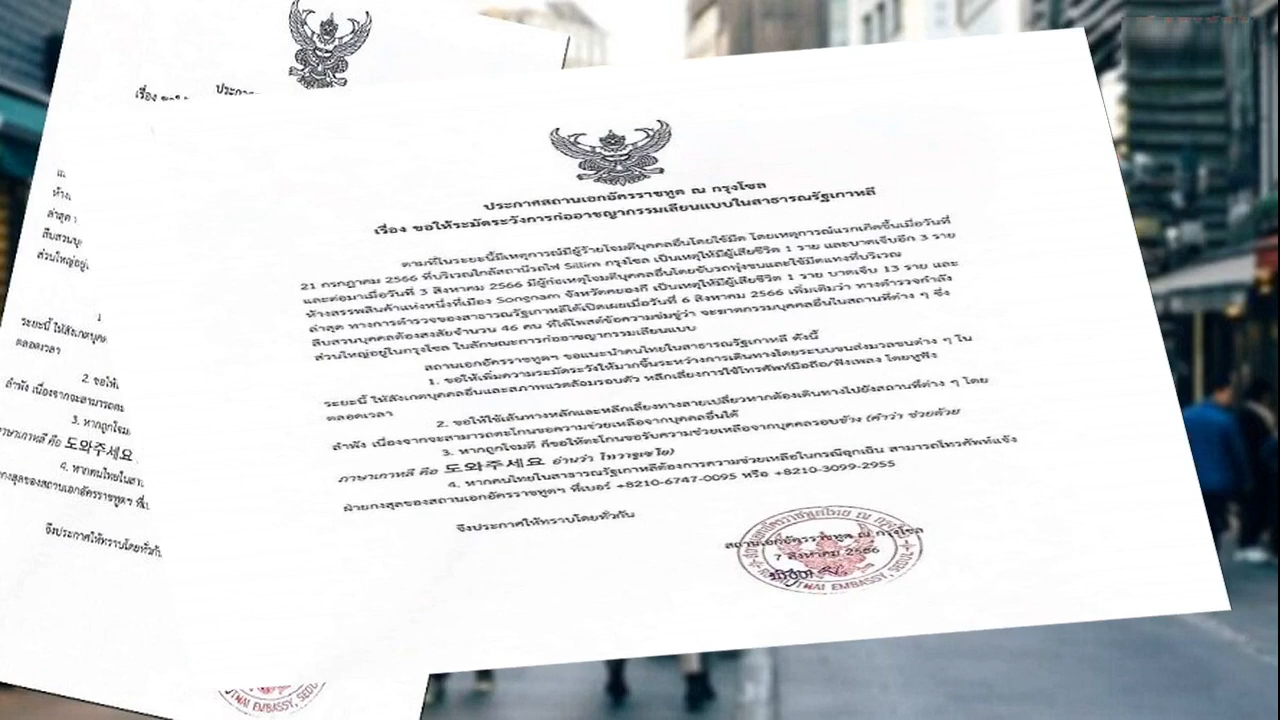 ประกาศสถานเอกอัครราชทูต ณ กรุงโซล
เรื่อง ขอให้ระมัดระวังการก่ออาชญากรรมเลียนแบบในสาธารณรัฐเกาหลี
ตามที่ในระยะนี้มีเหตุการณ์มีผู้ร้ายโจมตีบุคคลอื่นโดยใช้มีด โดยเหตุการณ์แรกเกิดขึ้นเมื่อวันที่
21 กรกฎาคม 2566 ที่บริเวณใกล้สถานีรถไฟ Sillim กรุงโซล เป็นเหตุให้มีผู้เสียชีวิต 1 ราย และบาดเจ็บอีก 3 ราย
และต่อมาเมื่อวันที่ 3 สิงหาคม 2566 มีผู้ก่อเหตุโจมตีบุคคลอื่นโดยขับรถพุ่งชนและใช้มีดแทงที่บริเวณ
ห้างสรรพสินค้าแห่งหนึ่งที่เมือง Songnam จังหวัดคยองกี เป็นเหตุให้มีผู้เสียชีวิต 1 ราย บาดเจ็บ 13 ราย และ
ล่าสุด ทางการตำรวจของสาธารณรัฐเกาหลีได้เปิดเผยเมื่อวันที่ 6 สิงหาคม 2566 เพิ่มเติมว่า ทางตำรวจกำลัง
สืบสวนบุคคลต้องสงสัยจำนวน 46 คน ที่ได้โพสต์ข้อความข่มขู่ว่า จะฆาตกรรมบุคคลอื่นในสถานที่ต่าง ๆ ซึ่ง
ส่วนใหญ่อยู่ในกรุงโซล ในลักษณะการก่ออาชญากรรมเลียนแบบ
สถานเอกอัครราชทูตฯ ขอแนะนำคนไทยในสาธารณรัฐเกาหลี ดังนี้
1. ขอให้เพิ่มความระมัดระวังให้มากขึ้นระหว่างการเดินทางโดยระบบขนส่งมวลชนต่าง ๆ ใน
ระยะนี้ ให้สังเกตบุคคลและสภาพแวดล้อมรอบตัว หลีกเลี่ยงการใช้โทรศัพท์มือถือ/ฟังเพลง โดยหูฟัง
ตลอดเวลา
2. ขอให้ใช้เส้นทางหลักและหลีกเลี่ยงทางสายเปลี่ยวหากต้องเดินทางไปยังสถานที่ต่าง ๆ โดย
ลำพัง เนื่องจากจะสามารถตะโกนขอความช่วยเหลือจากบุคคลอื่นได้
3. หากถูกโจมตี ก็ขอให้ตะโกนขอรับความช่วยเหลือจากบุคคลรอบข้าง (คำว่า ช่วยด้วย
ภาษาเกาหลี คือ 도와주세요 อ่านว่า โทวาจูเซโย)
4. หากคนไทยในสาธารณรัฐเกาหลีต้องการความช่วยเหลือในกรณีฉุกเฉิน สามารถโทรศัพท์แจ้ง
ฝ่ายกงสุลของสถานเอกอัครราชทูตฯ ที่เบอร์ +8210-6747-0095 หรือ +8210-3099-2955
จึงประกาศให้ทราบโดยทั่วกัน
สถานเอกอัครราชทูต ณ กรุงโซล
7 สิงหาคม 2566
THAI EMBASSY, SEOUL